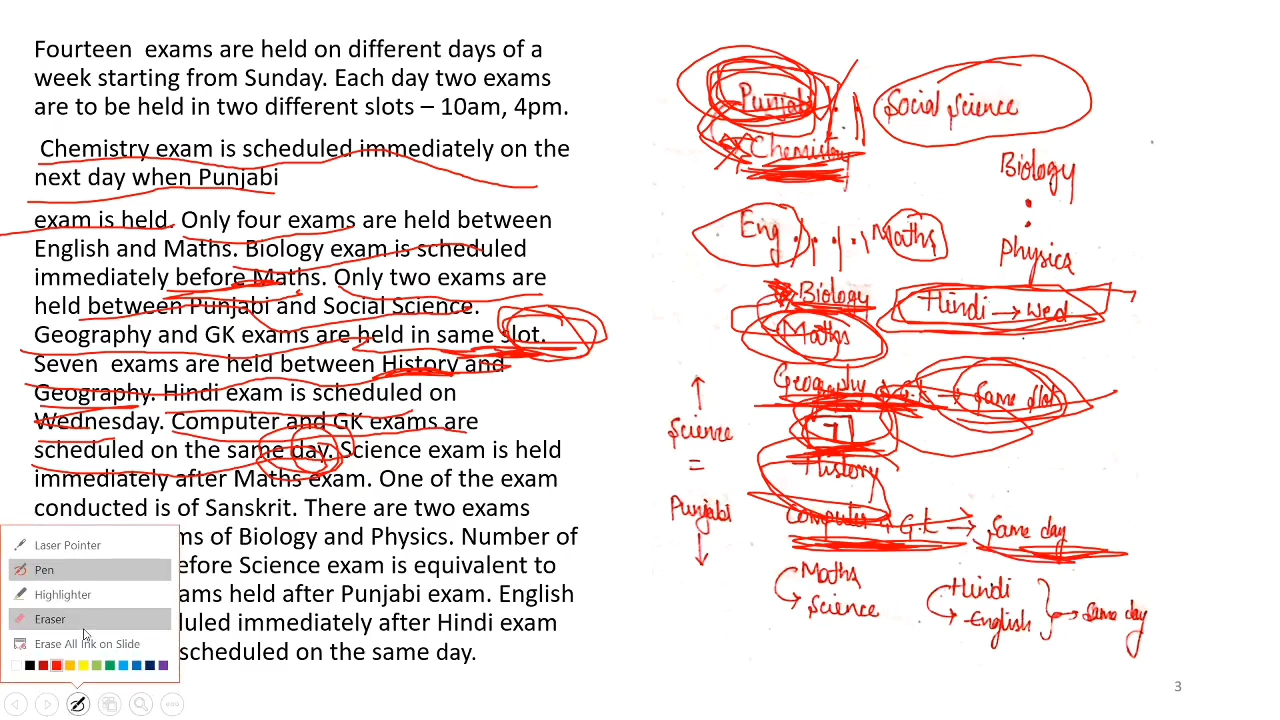 Fourteen exams are held on different days of a
week starting from Sunday. Each day two exams
are to be held in two different slots – 10am, 4pm.
Chemistry exam is scheduled immediately on the
next day when Punjabi
exam is held. Only four exams are held between
English and Maths. Biology exam is scheduled
immediately before Maths. Only two exams are
held between Punjabi and Social Science.
Geography and GK exams are held in same slot.
Seven exams are held between History and
Geography. Hindi exam is scheduled on
Wednesday. Computer and GK exams are
scheduled on the same day. Science exam is held
immediately after Maths exam. One of the exam
conducted is of Sanskrit. There are two exams
ms of Biology and Physics. Number of
efore Science exam is equivalent to
ams held after Punjabi exam. English
duled immediately after Hindi exam
scheduled on the same day.
Laser Pointer
Pen
Highlighter
Eraser
Erase All Ink on Slide
Punjabi
Social Science
Chemistry
Biology
Physics
Eng . . . . Maths
Biology
Maths
Hindi → Wed
Geography & G.K → Same slot
7
History
Computer & G.K → Same day
↑
Science
=
Punjabi
↓
Maths
Science
Hindi
English
→ Same day
3